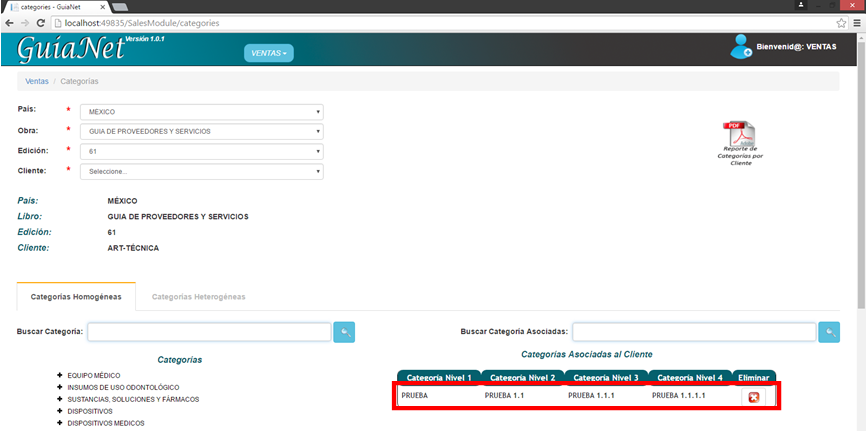 categories - GuiaNet
localhost:49835/SalesModule/categories
GuíaNet Versión 1.0.1
VENTAS
Bienvenid@: VENTAS
Ventas / Categorías
País: * MEXICO
Obra: * GUIA DE PROVEEDORES Y SERVICIOS
Edición: * 61
Cliente: * Seleccione...
PDF
Reporte de
Categorías por
Cliente
País: MÉXICO
Libro: GUIA DE PROVEEDORES Y SERVICIOS
Edición: 61
Cliente: ART-TÉCNICA
Categorías Homogéneas Categorías Heterogéneas
Buscar Categoría: Buscar Categoría Asociadas:
Categorías
EQUIPO MÉDICO
INSUMOS DE USO ODONTOLÓGICO
SUSTANCIAS, SOLUCIONES Y FÁRMACOS
DISPOSITIVOS
DISPOSITIVOS MEDICOS
Categorías Asociadas al Cliente
Categoría Nivel 1 Categoría Nivel 2 Categoría Nivel 3 Categoría Nivel 4 Eliminar
PRUEBA PRUEBA 1.1 PRUEBA 1.1.1 PRUEBA 1.1.1.1